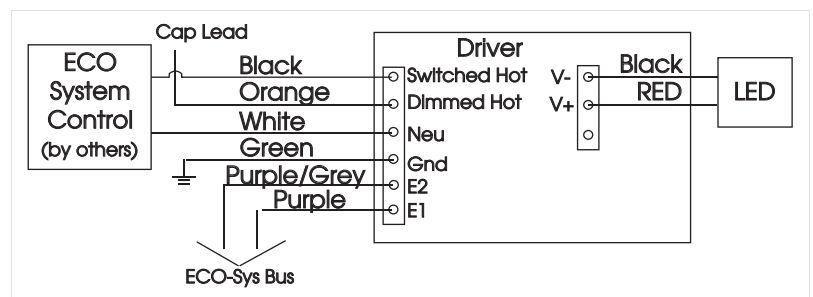 Cap Lead
ECO
System
Control
(by others)
Black
Orange
White
Green
Purple/Grey
Purple
ECO-Sys Bus
Driver
Switched Hot
Dimmed Hot
Neu
Gnd
E2
E1
V-
V+
Black
RED
LED